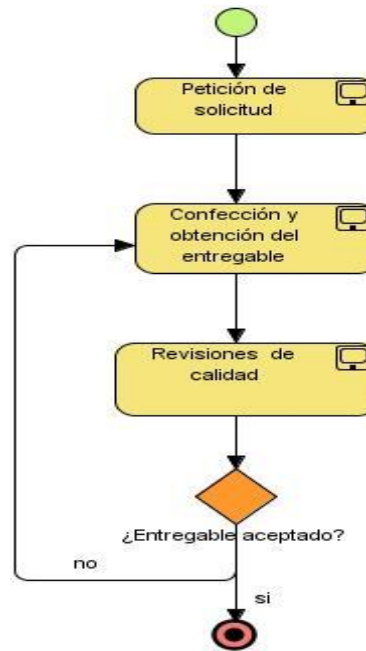 Petición de
solicitud
Confección y
obtención del
entregable
Revisiones de
calidad
¿Entregable aceptado?
no
si